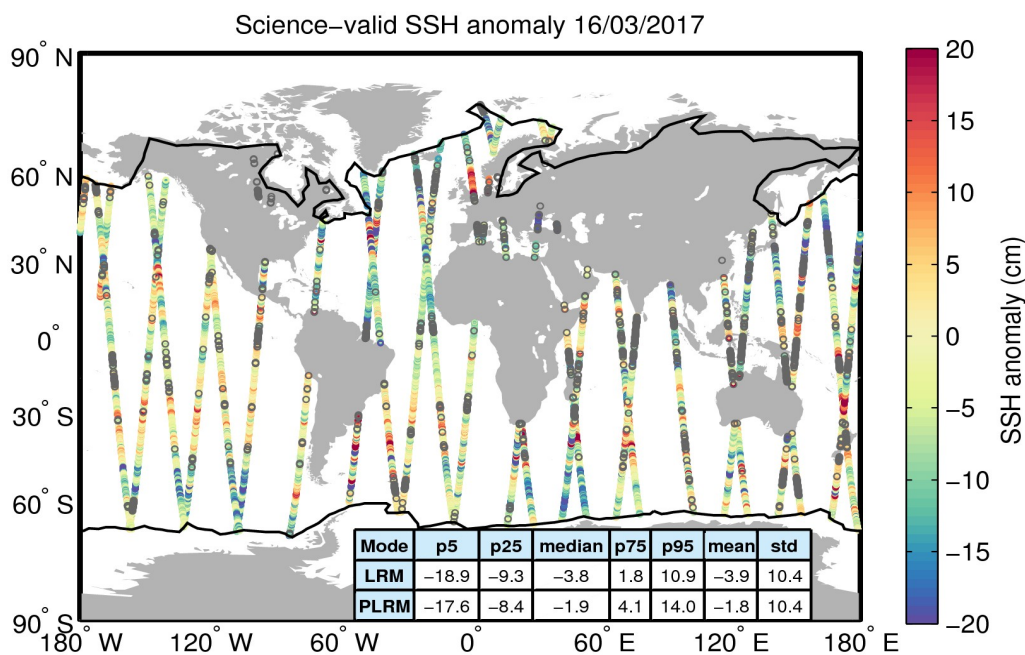 Science−valid SSH anomaly 16/03/2017
90° N
60° N
30° N
0°
30° S
60° S
90° S
180° W
120° W
60° W
0°
60° E
120° E
180° E
Mode p5 p25 median p75 p95 mean std
LRM −18.9 −9.3 −3.8 1.8 10.9 −3.9 10.4
PLRM −17.6 −8.4 −1.9 4.1 14.0 −1.8 10.4
20
15
10
5
0
−5
−10
−15
−20
SSH anomaly (cm)